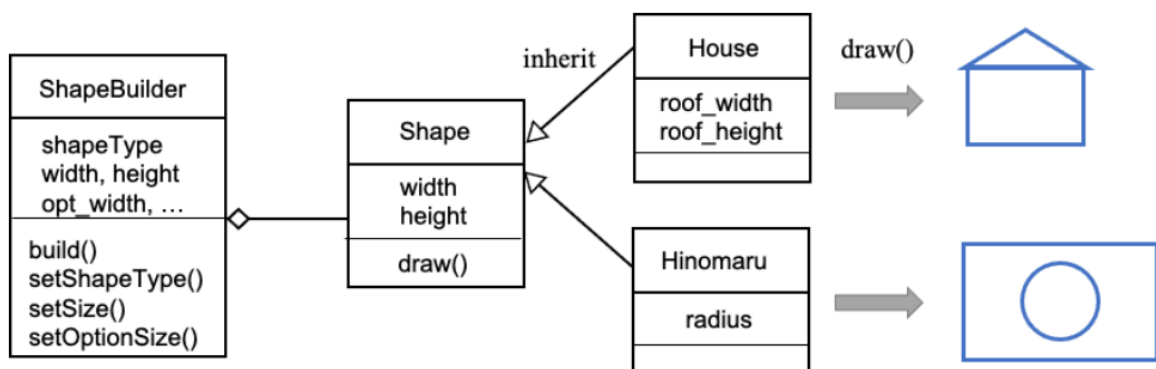 ShapeBuilder
shapeType
width, height
opt_width, …
build()
setShapeType()
setSize()
setOptionSize()
Shape
width
height
draw()
inherit
House
roof_width
roof_height
draw()
Hinomaru
radius